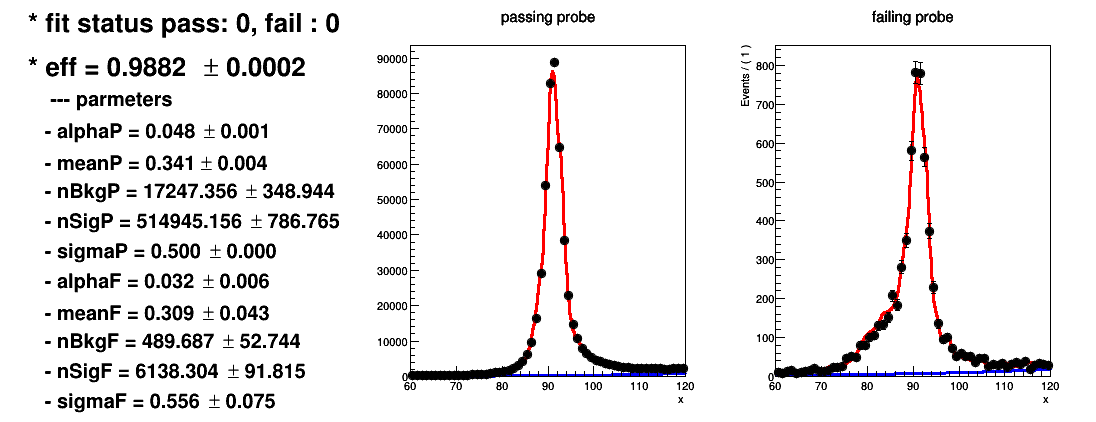 * fit status pass: 0, fail : 0
* eff = 0.9882 ± 0.0002
--- parmeters
- alphaP = 0.048 ± 0.001
- meanP = 0.341 ± 0.004
- nBkgP = 17247.356 ± 348.944
- nSigP = 514945.156 ± 786.765
- sigmaP = 0.500 ± 0.000
- alphaF = 0.032 ± 0.006
- meanF = 0.309 ± 0.043
- nBkgF = 489.687 ± 52.744
- nSigF = 6138.304 ± 91.815
- sigmaF = 0.556 ± 0.075
passing probe
90000
80000
70000
60000
50000
40000
30000
20000
10000
0
60 70 80 90 100 110 120
x
failing probe
Events / ( 1 )
800
700
600
500
400
300
200
100
0
60 70 80 90 100 110 120
x